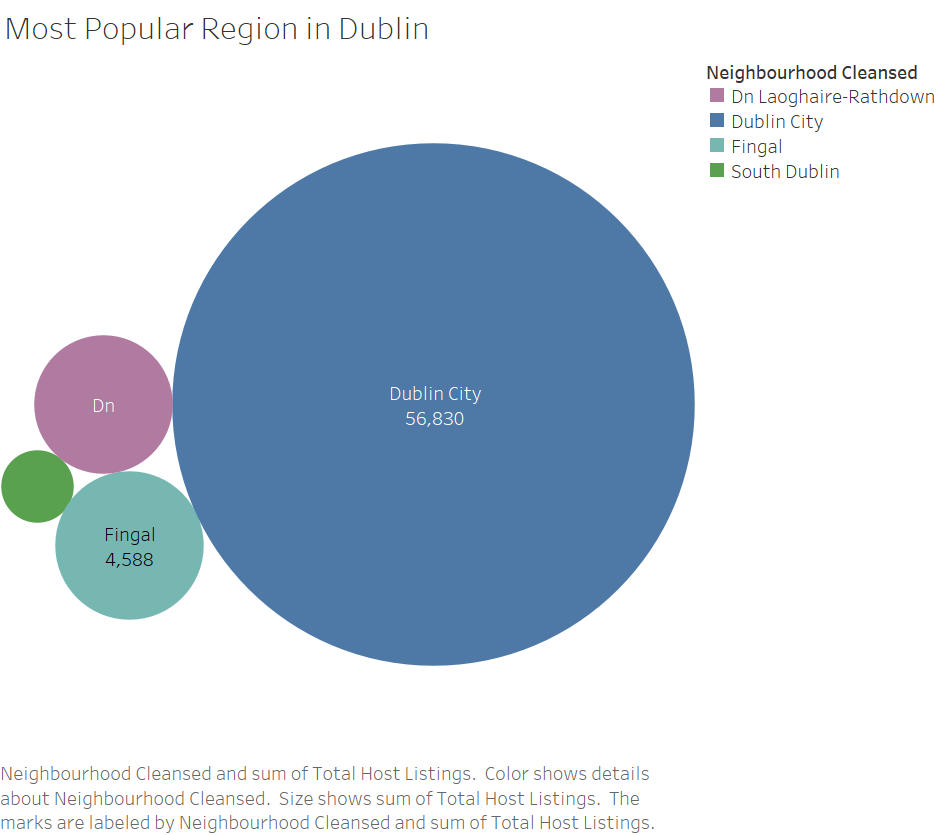 Most Popular Region in Dublin
Neighbourhood Cleansed
Dn Laoghaire-Rathdown
Dublin City
Fingal
South Dublin
Dublin City
56,830
Dn
Fingal
4,588
Neighbourhood Cleansed and sum of Total Host Listings.  Color shows details
about Neighbourhood Cleansed.  Size shows sum of Total Host Listings.  The
marks are labeled by Neighbourhood Cleansed and sum of Total Host Listings.